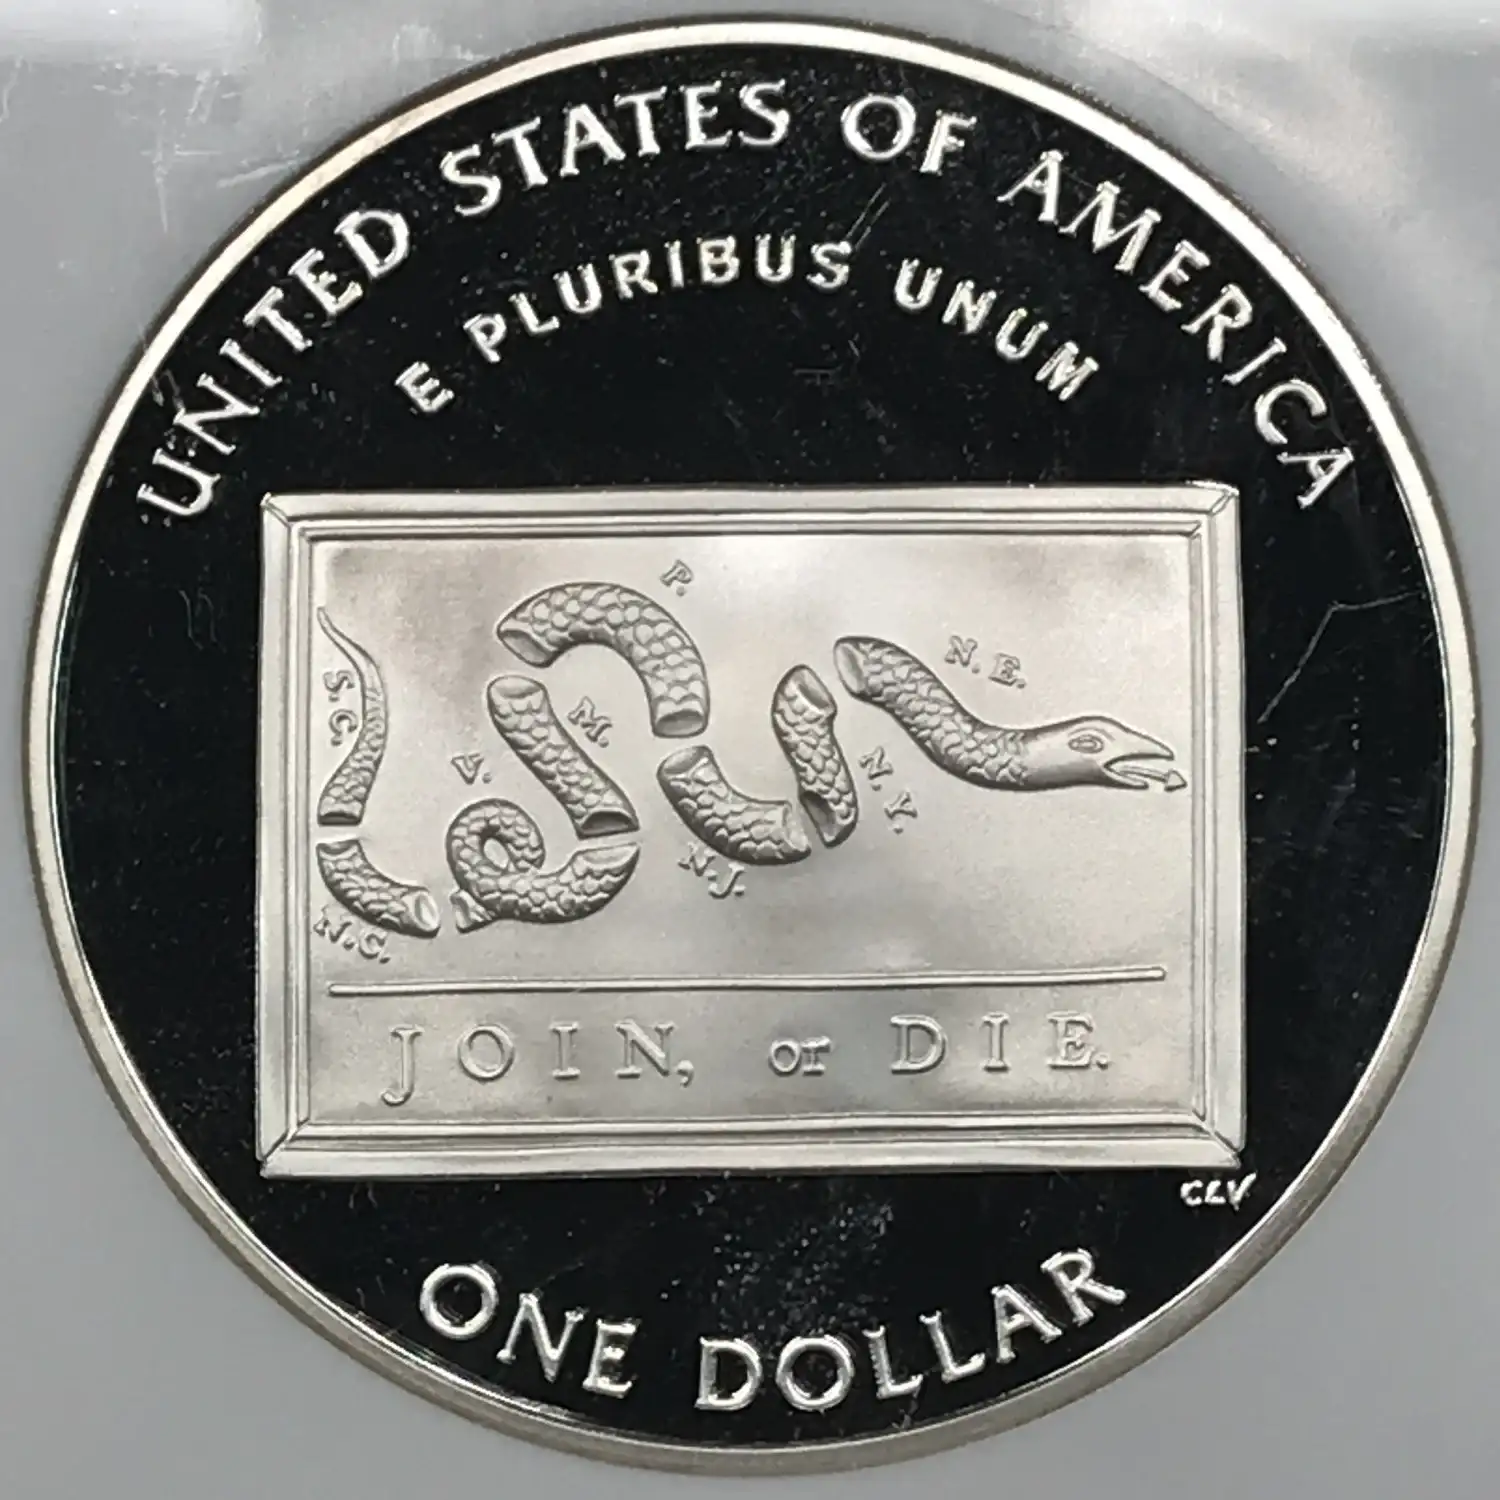 UNITED STATES OF AMERICA
E PLURIBUS UNUM
S.C.
N.C.
V.
M.
P.
N.J.
N.Y.
N.E.
JOIN, or DIE.
CLV
ONE DOLLAR